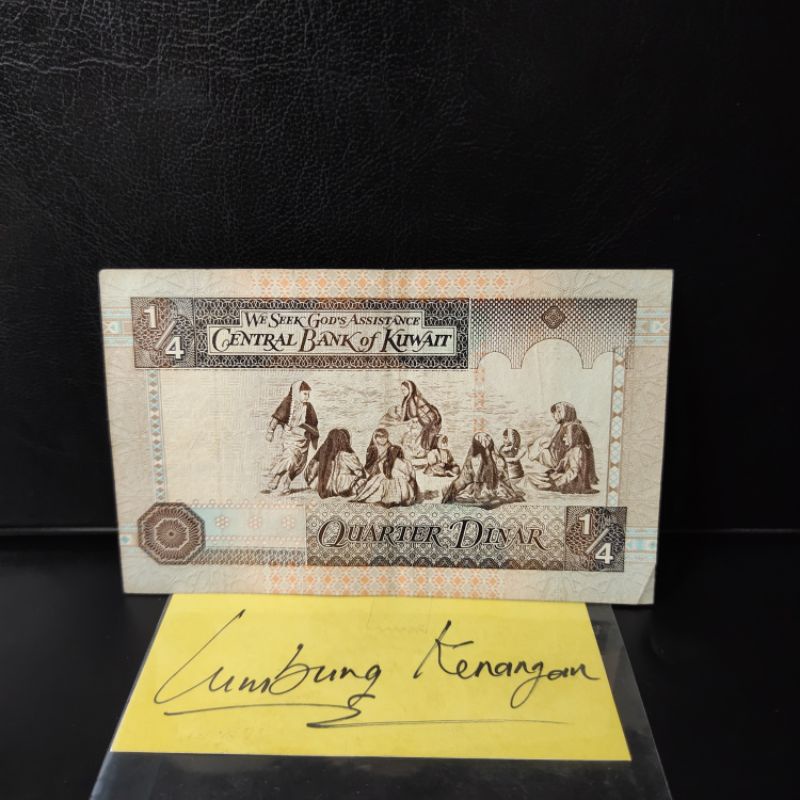 1/4
WE SEEK GOD'S ASSISTANCE
CENTRAL BANK of KUWAIT
QUARTER DINAR
1/4
Lumbung Kenangan